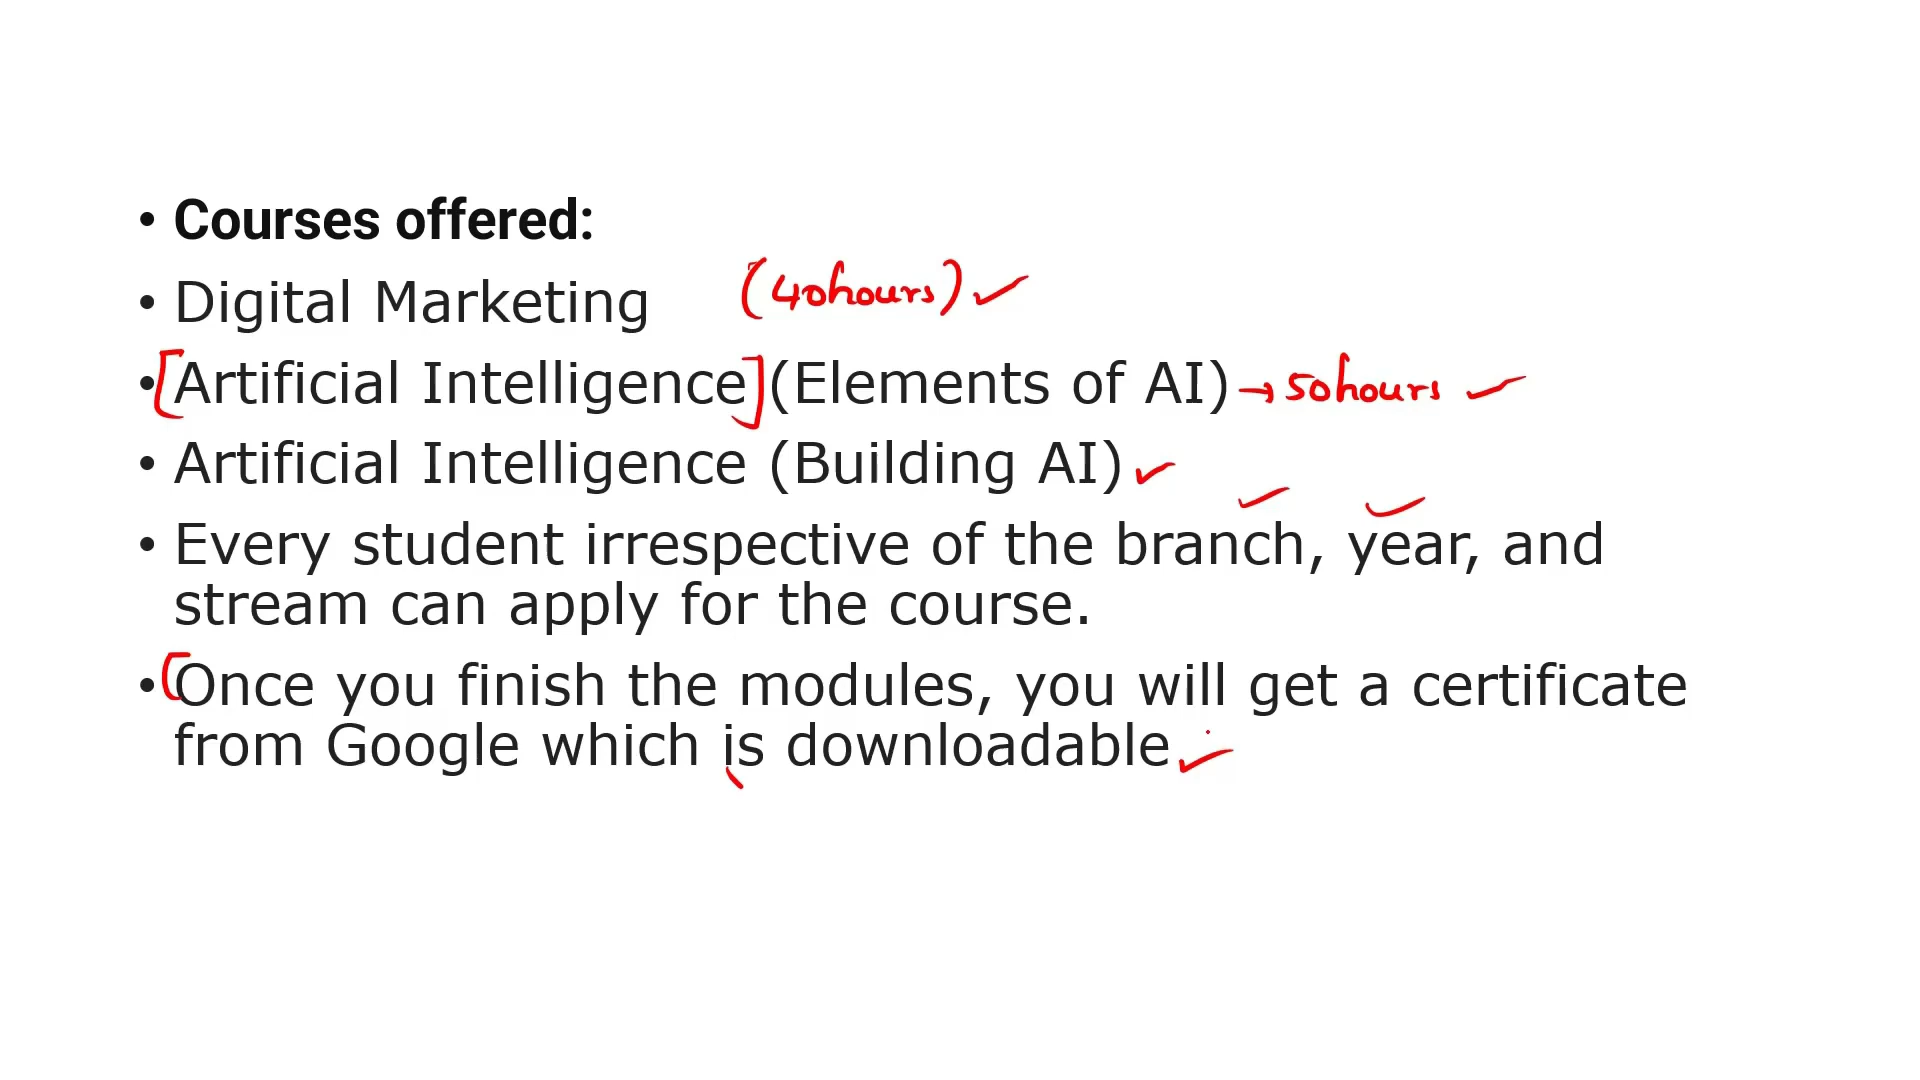 • Courses offered:
• Digital Marketing (40hours)
• [Artificial Intelligence] (Elements of AI) → 50hours
• Artificial Intelligence (Building AI)
• Every student irrespective of the branch, year, and
stream can apply for the course.
• [Once you finish the modules, you will get a certificate
from Google which is downloadable